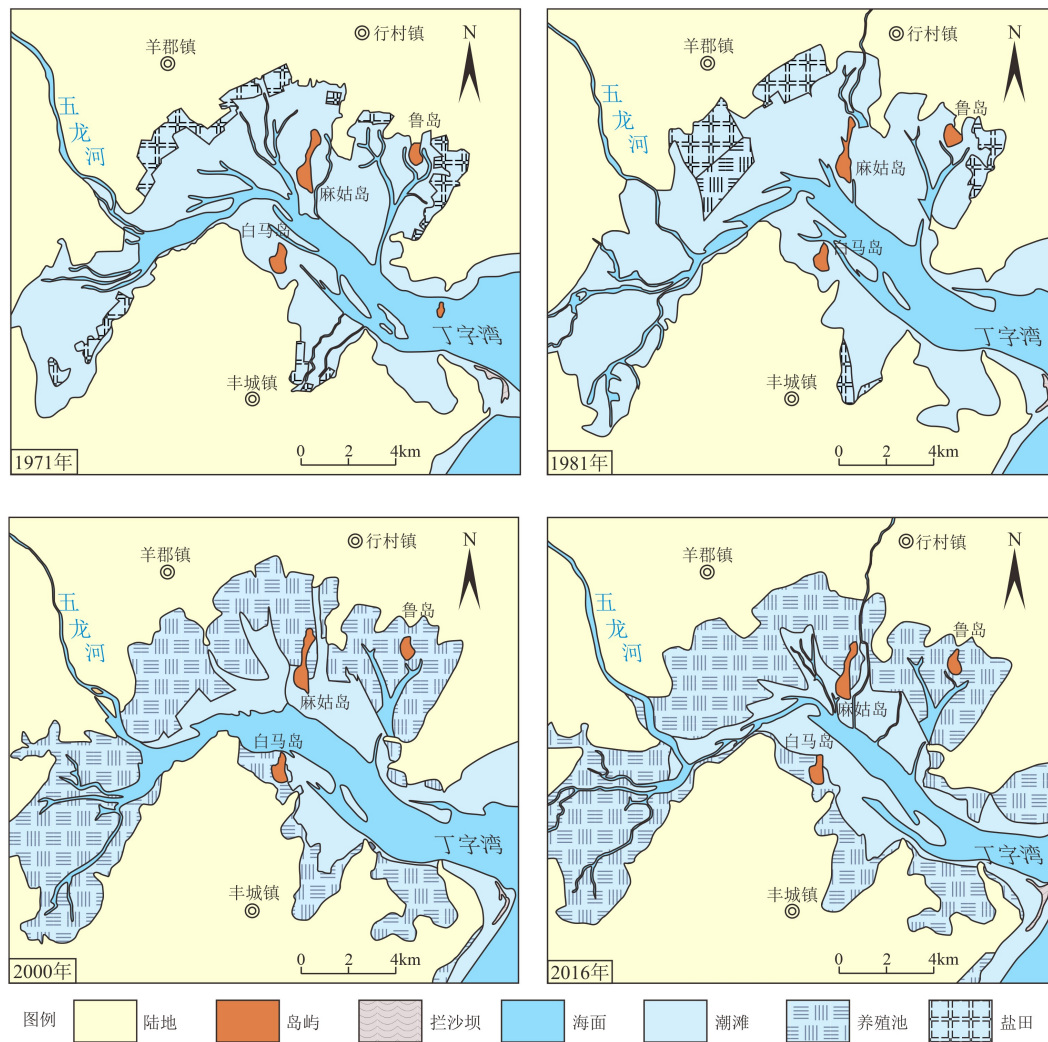 羊郡镇
行村镇
N
五龙河
鲁岛
麻姑岛
白马岛
丁字湾
丰城镇
0 2 4km
1971年
羊郡镇
行村镇
N
五龙河
鲁岛
麻姑岛
白马岛
丁字湾
丰城镇
0 2 4km
1981年
羊郡镇
行村镇
N
五龙河
鲁岛
麻姑岛
白马岛
丁字湾
丰城镇
0 2 4km
2000年
羊郡镇
行村镇
N
五龙河
鲁岛
麻姑岛
白马岛
丁字湾
丰城镇
0 2 4km
2016年
图例 陆地 岛屿 拦沙坝 海面 潮滩 养殖池 盐田